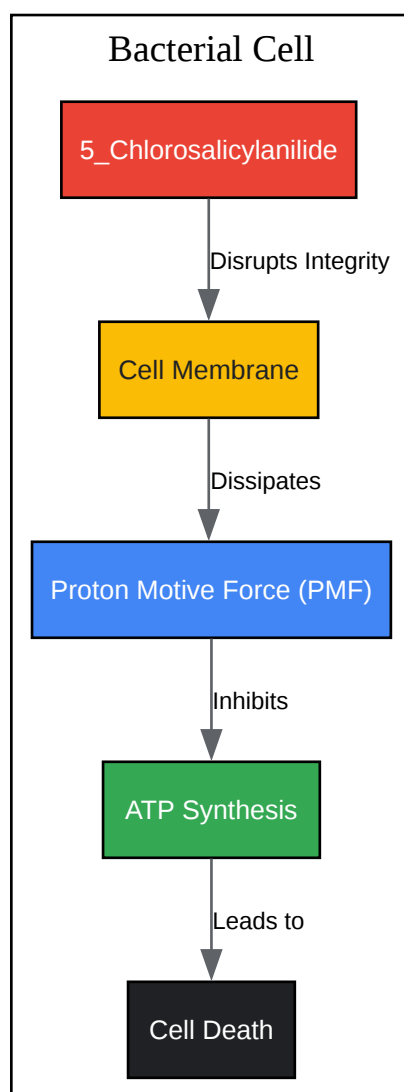 Bacterial Cell
5_Chlorosalicylanilide
Disrupts Integrity
Cell Membrane
Dissipates
Proton Motive Force (PMF)
Inhibits
ATP Synthesis
Leads to
Cell Death